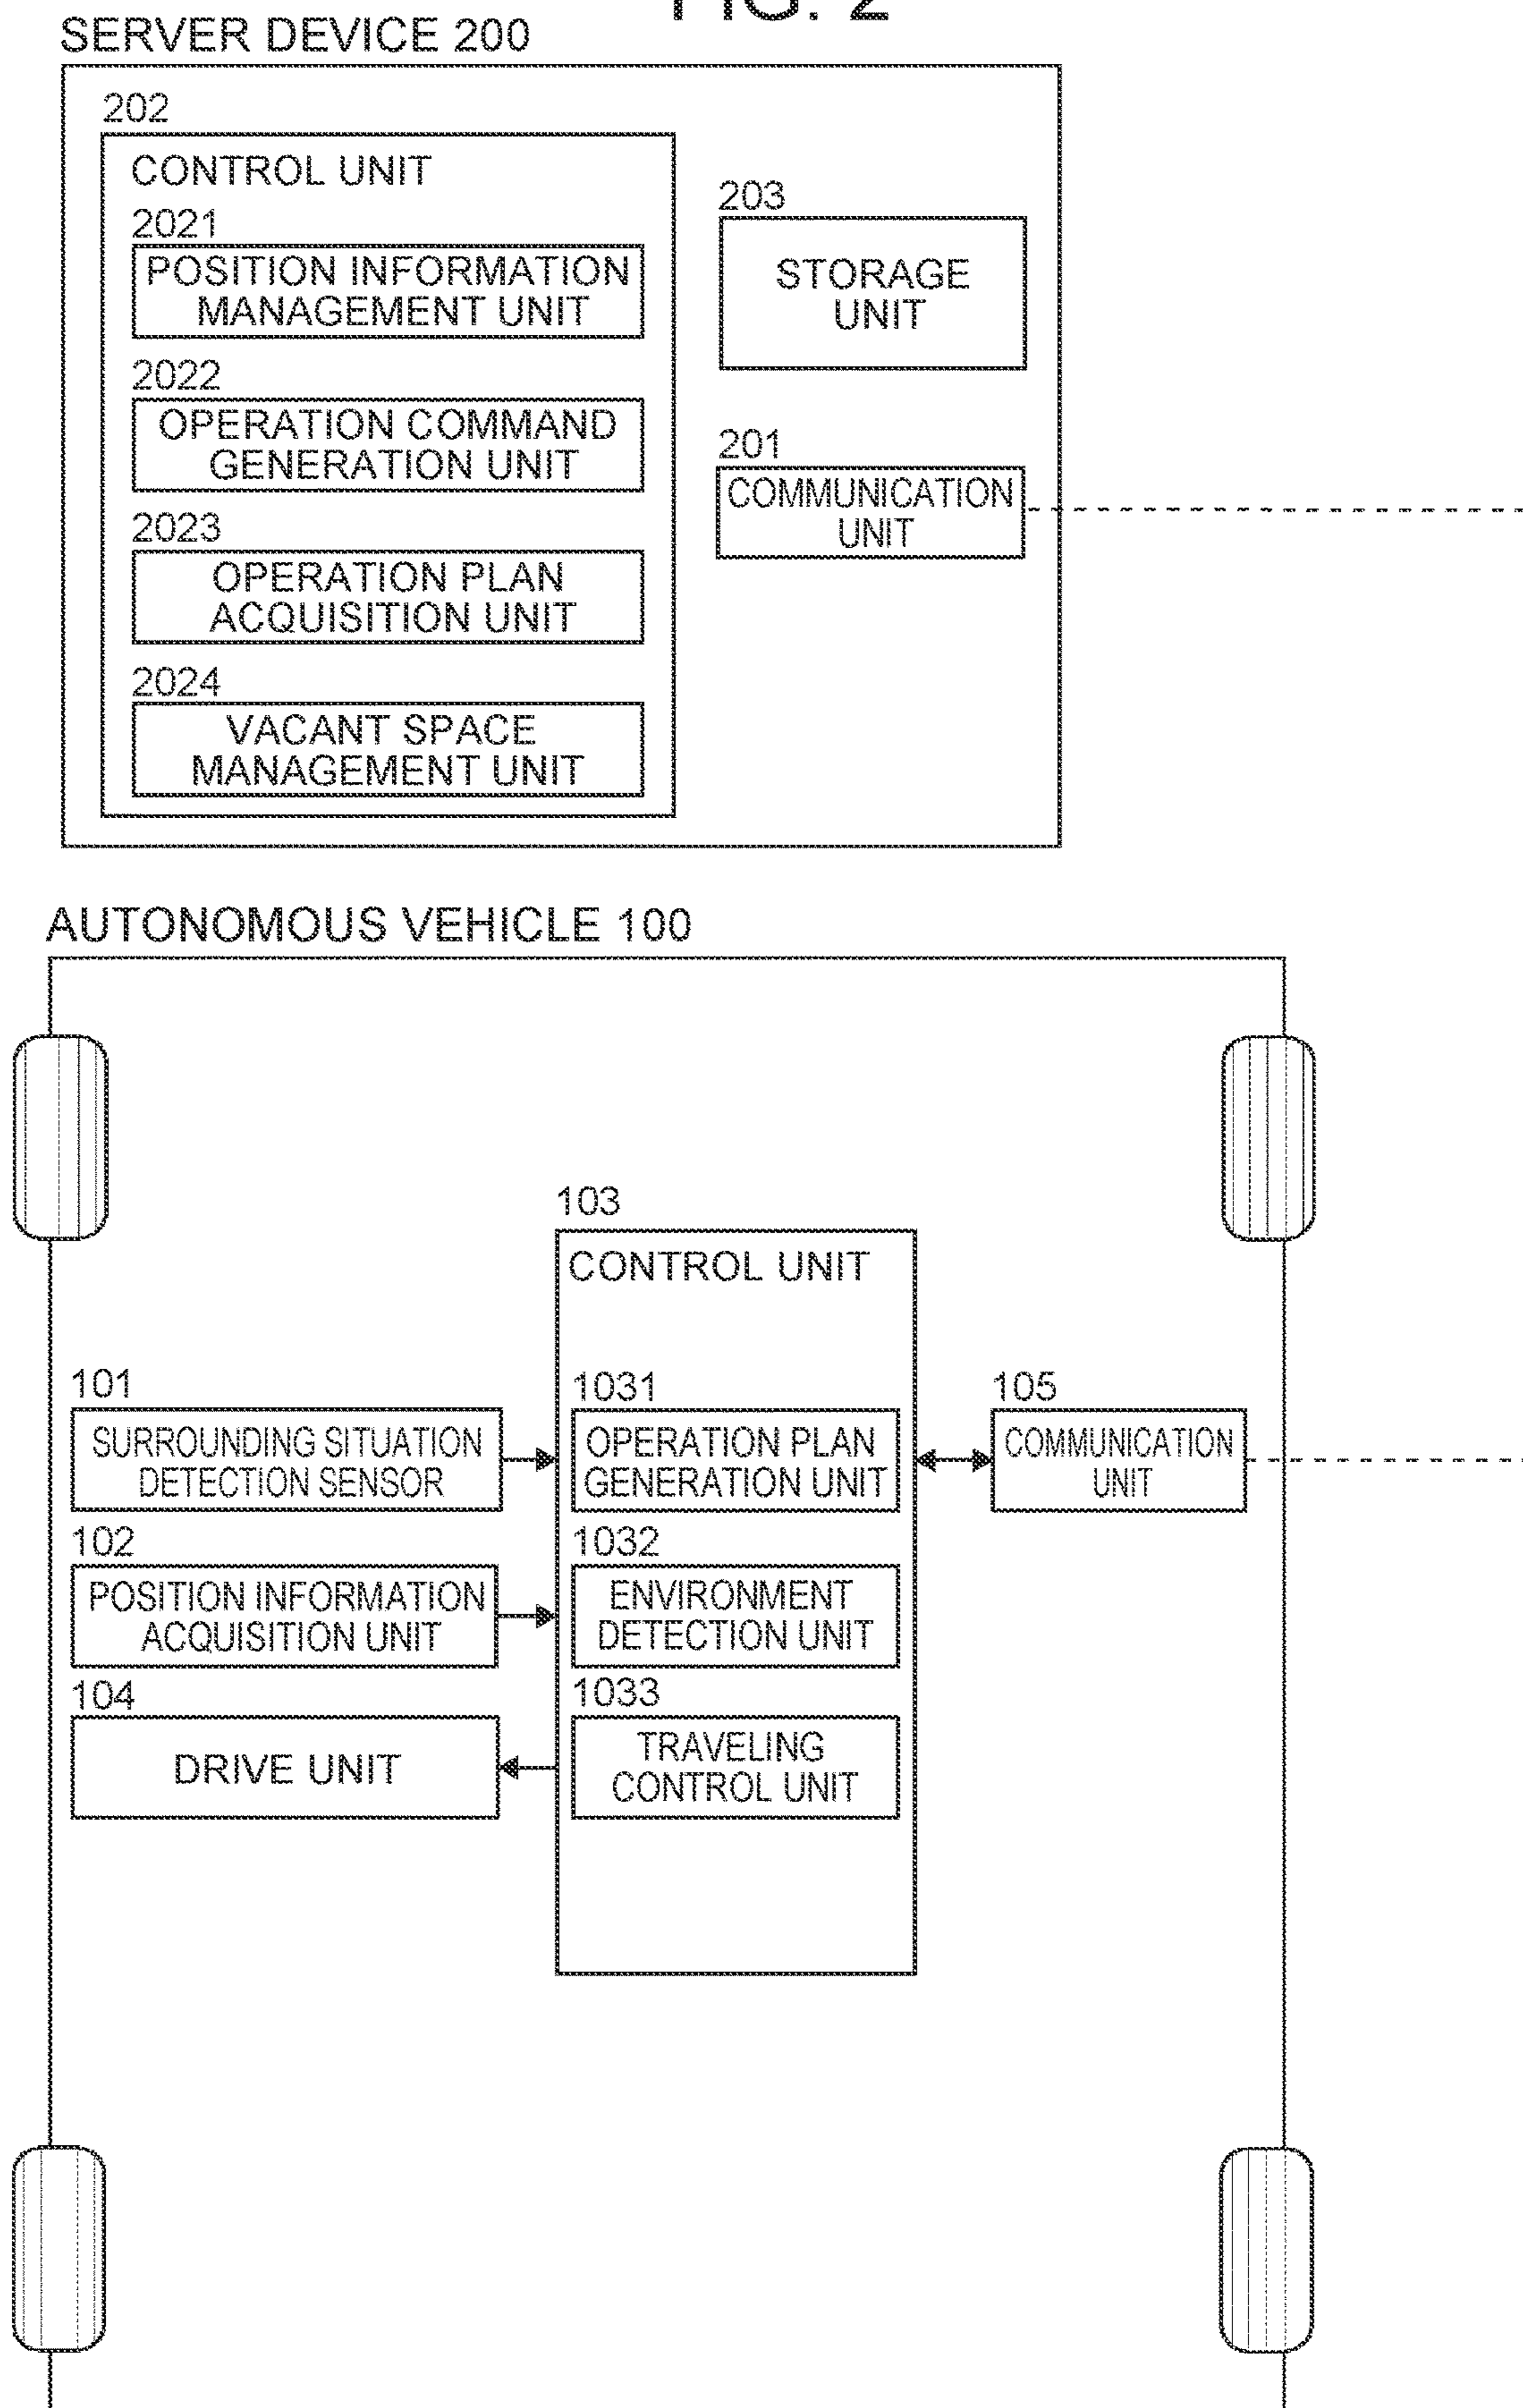 FIG. 2
SERVER DEVICE 200
202
CONTROL UNIT
2021
POSITION INFORMATION
MANAGEMENT UNIT
2022
OPERATION COMMAND
GENERATION UNIT
2023
OPERATION PLAN
ACQUISITION UNIT
2024
VACANT SPACE
MANAGEMENT UNIT
203
STORAGE
UNIT
201
COMMUNICATION
UNIT
AUTONOMOUS VEHICLE 100
101
SURROUNDING SITUATION
DETECTION SENSOR
102
POSITION INFORMATION
ACQUISITION UNIT
104
DRIVE UNIT
103
CONTROL UNIT
1031
OPERATION PLAN
GENERATION UNIT
1032
ENVIRONMENT
DETECTION UNIT
1033
TRAVELING
CONTROL UNIT
105
COMMUNICATION
UNIT